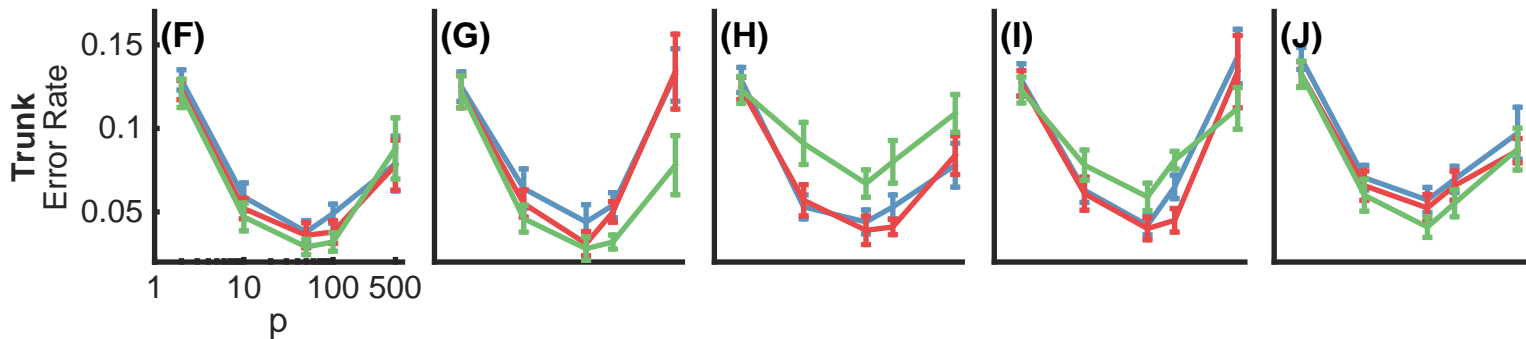 (F) (G) (H) (I) (J)
Trunk
Error Rate
0.15
0.1
0.05
1 10 100 500
p